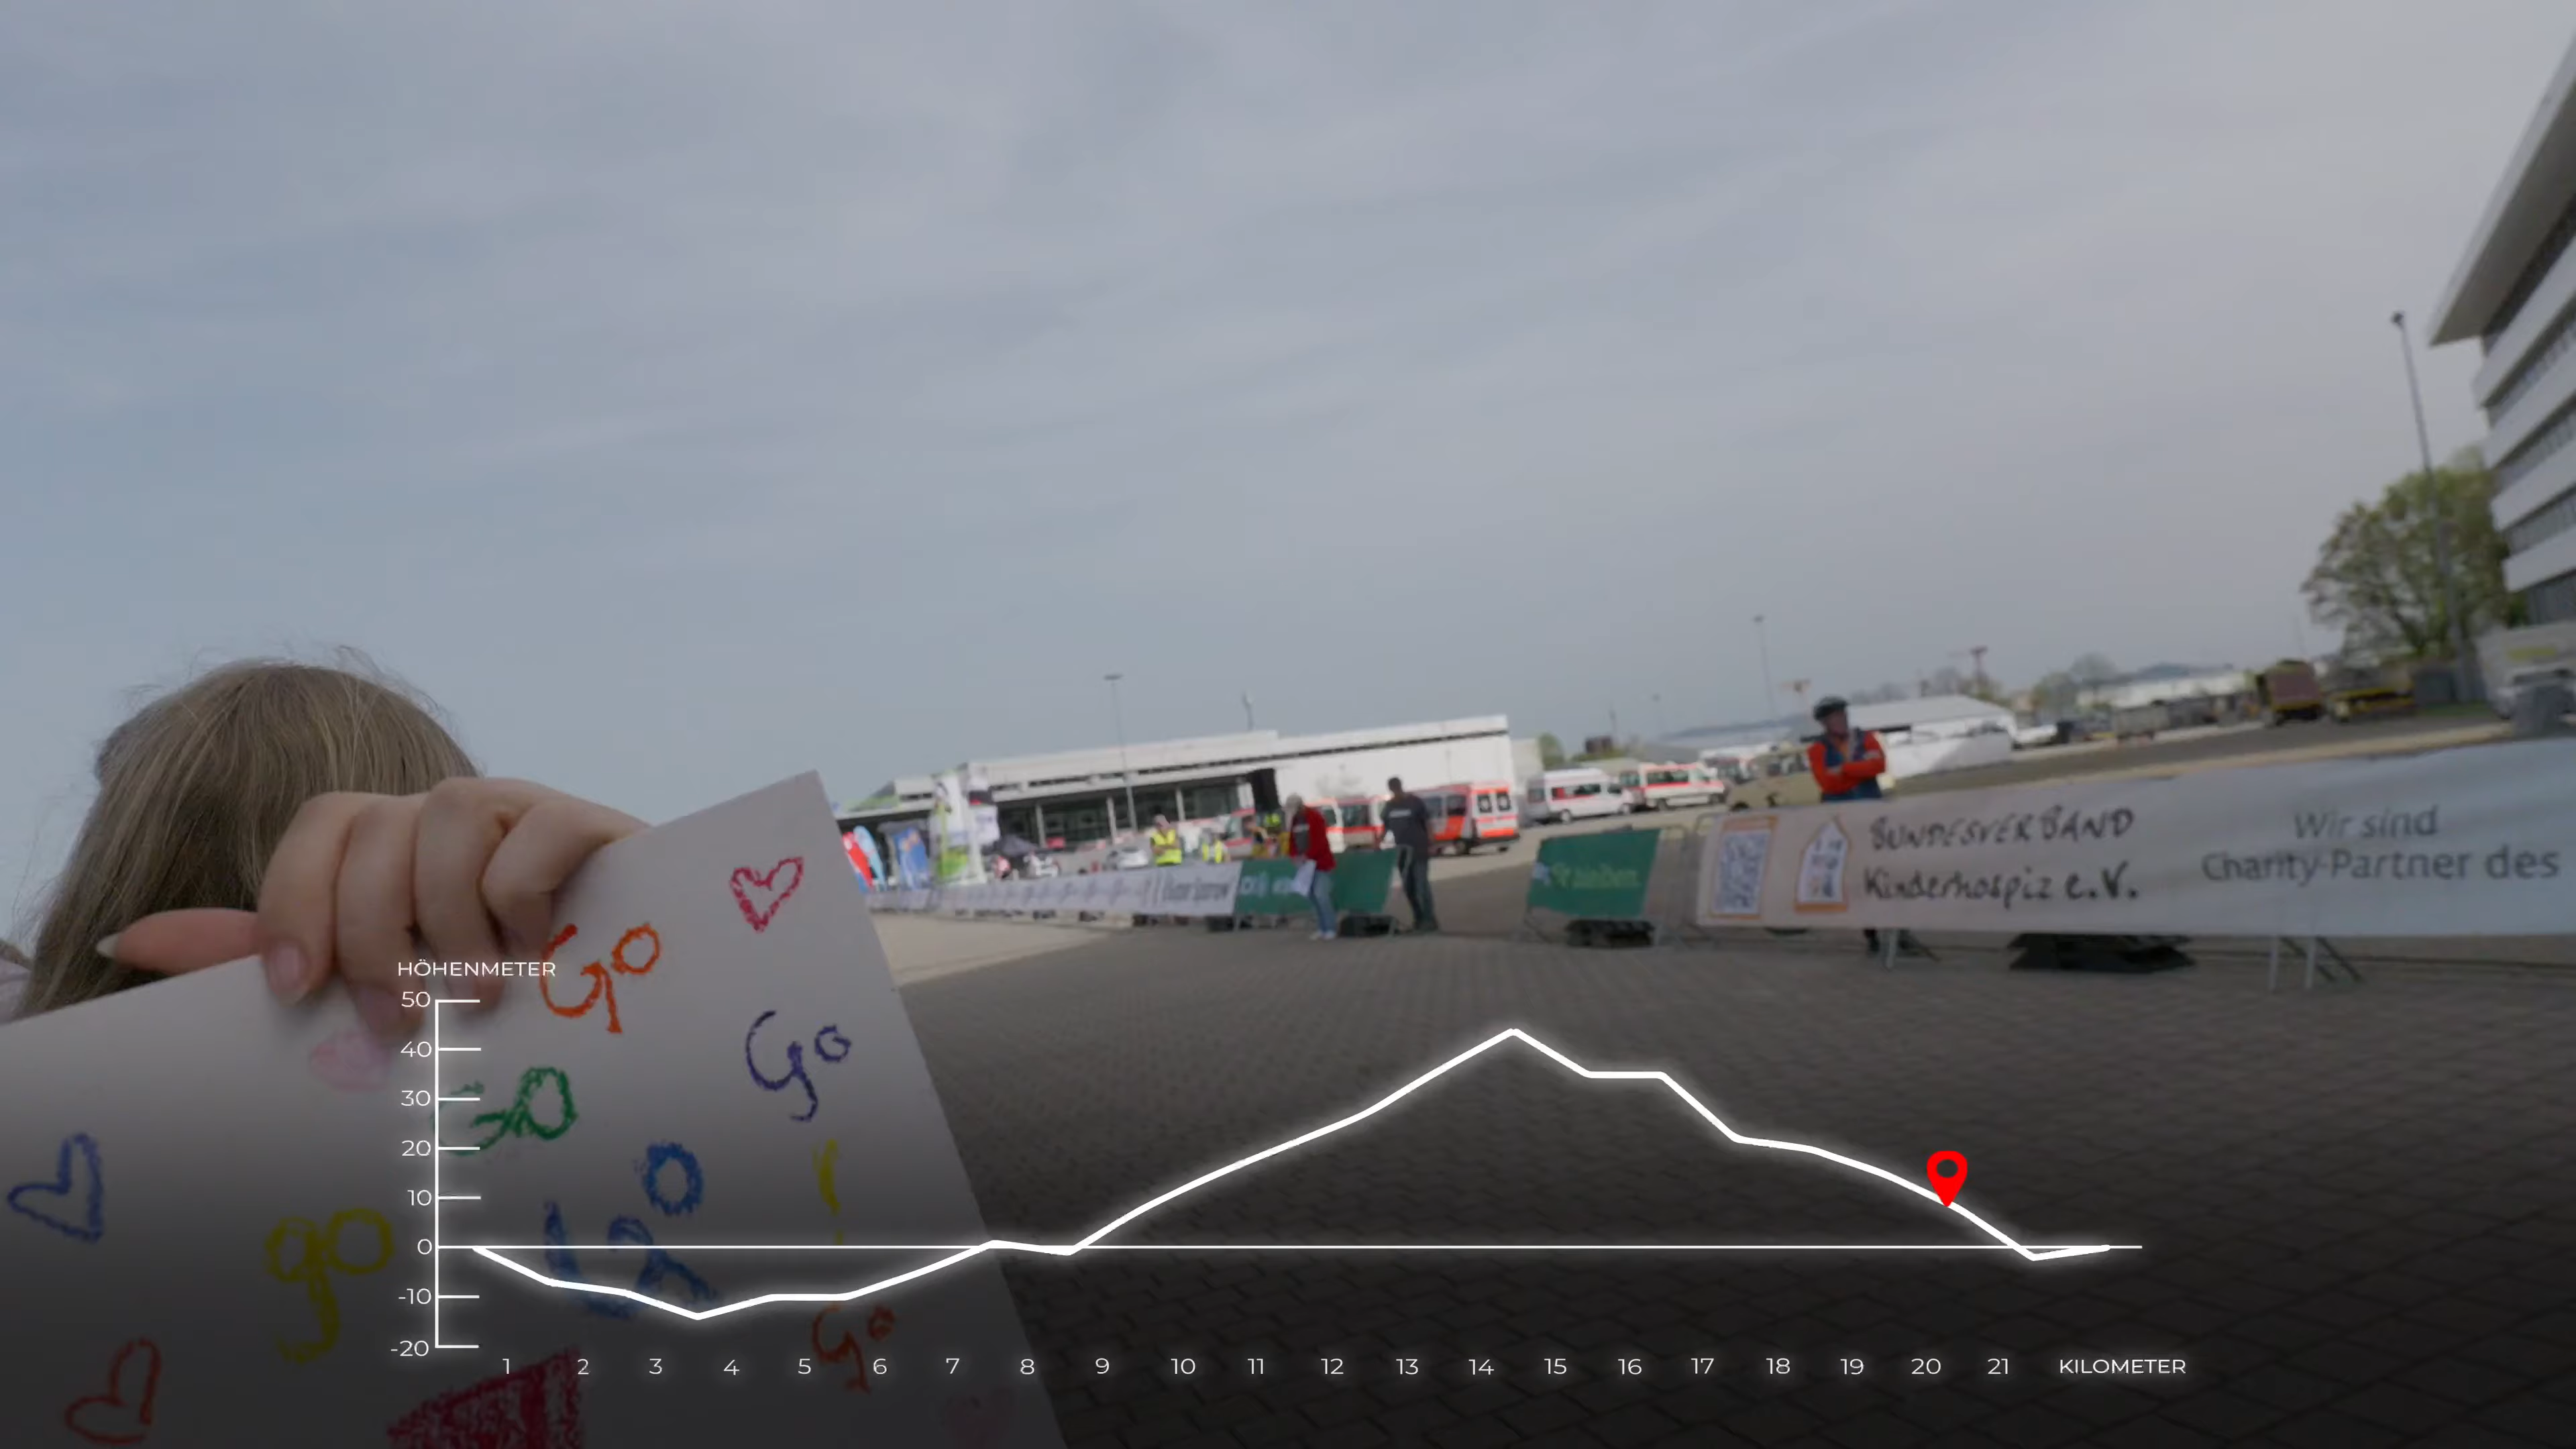 BUNDESVERBAND
Kinderhospiz e.V.
Wir sind
Charity-Partner des
Go
Go
Go
Go
go
Go
HÖHENMETER
50
40
30
20
10
0
-10
-20
1 2 3 4 5 6 7 8 9 10 11 12 13 14 15 16 17 18 19 20 21 KILOMETER